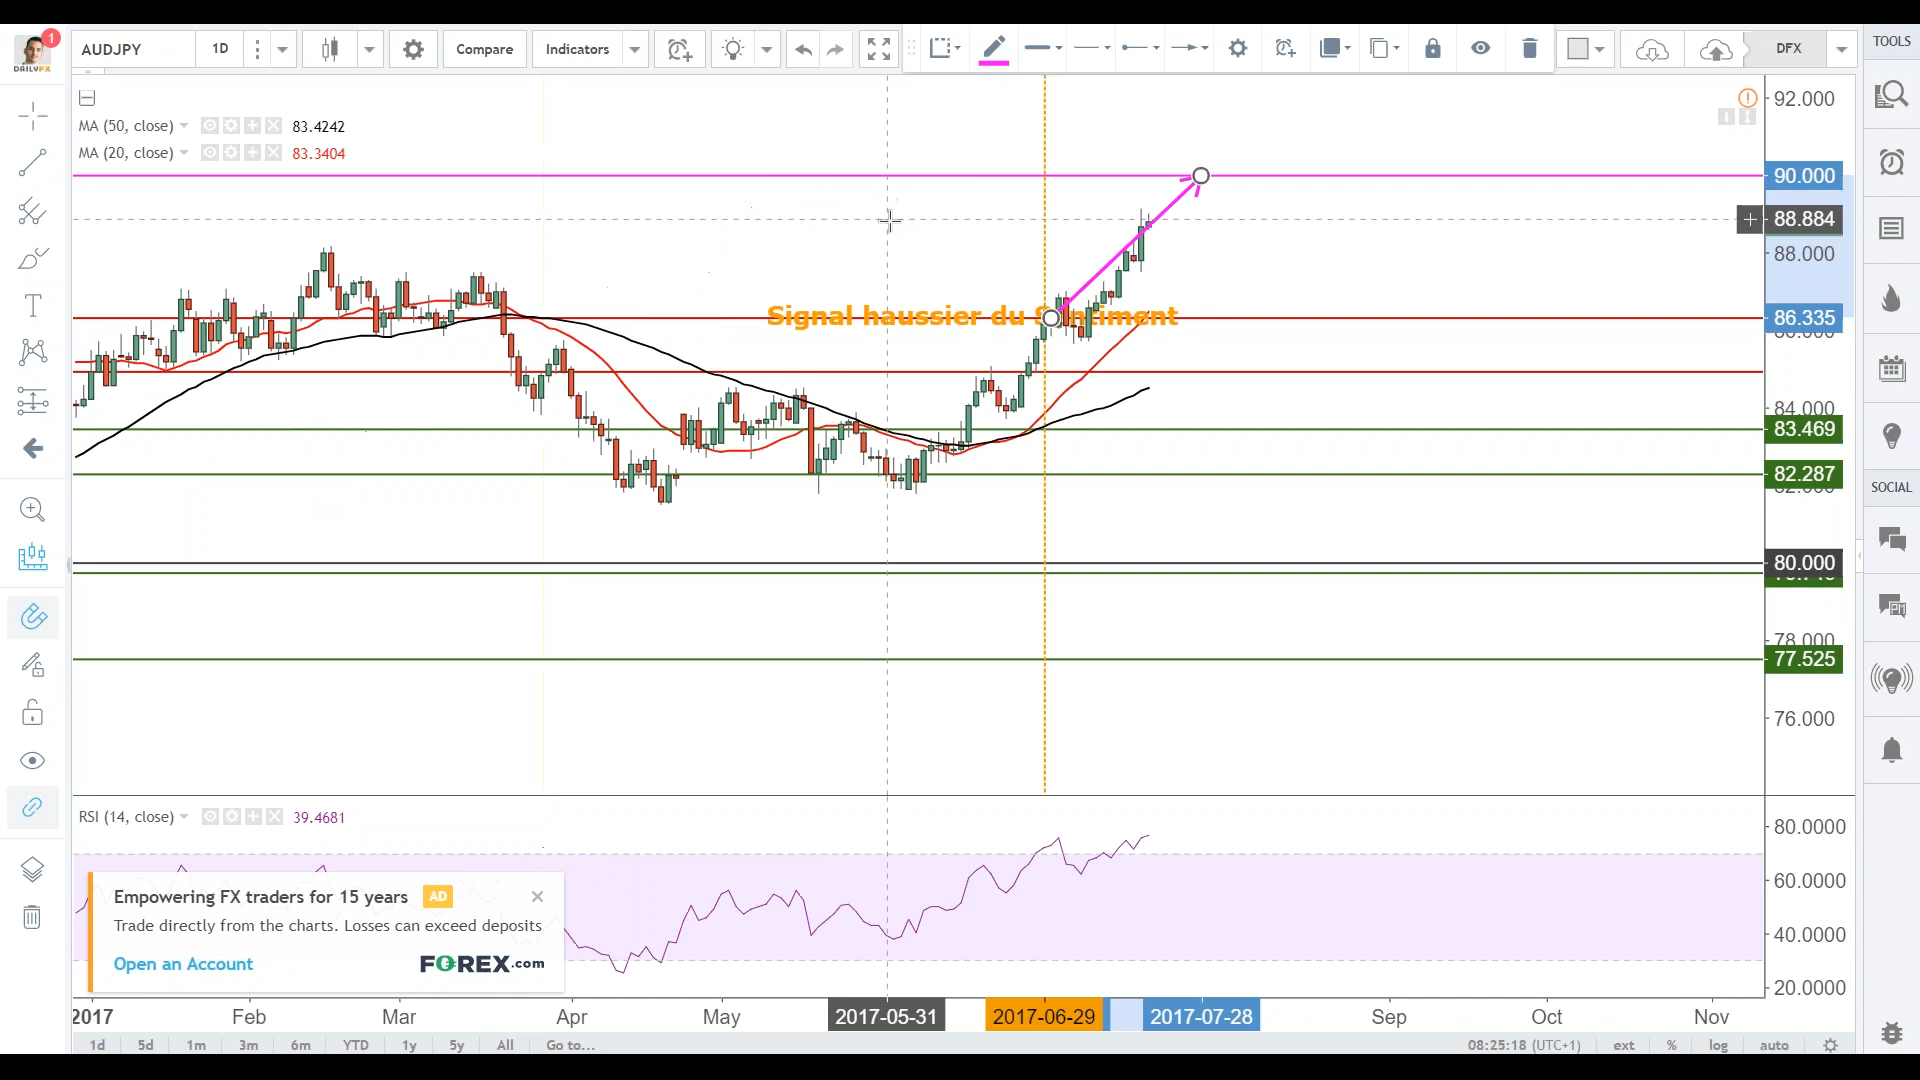 1
DAILYFX
AUDJPY
1D
Compare
Indicators
DFX
TOOLS
MA (50, close)
83.4242
MA (20, close)
83.3404
92.000
90.000
88.884
88.000
Signal haussier du
86.335
84.000
83.469
82.287
80.000
78.000
77.525
76.000
SOCIAL
PM
RSI (14, close)
39.4681
80.0000
60.0000
40.0000
20.0000
Empowering FX traders for 15 years
AD
Trade directly from the charts. Losses can exceed deposits
Open an Account
FOREX.com
2017
Feb
Mar
Apr
May
2017-05-31
2017-06-29
2017-07-28
Sep
Oct
Nov
1d
5d
1m
3m
6m
YTD
1y
5y
All
Go to...
08:25:18 (UTC+1)
ext
%
log
auto